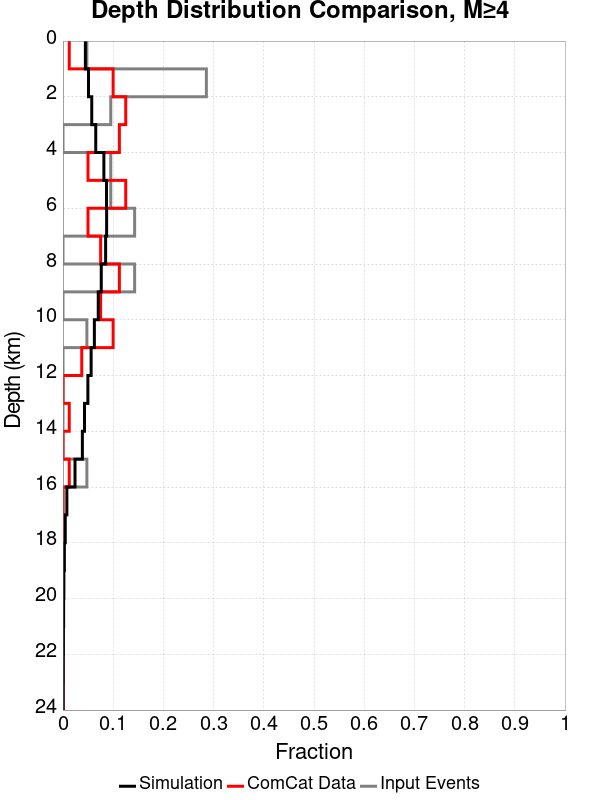 Depth Distribution Comparison, M≥4
0
2
4
6
8
10
12
14
16
18
20
22
24
Depth (km)
0 0.1 0.2 0.3 0.4 0.5 0.6 0.7 0.8 0.9 1
Fraction
Simulation ComCat Data Input Events